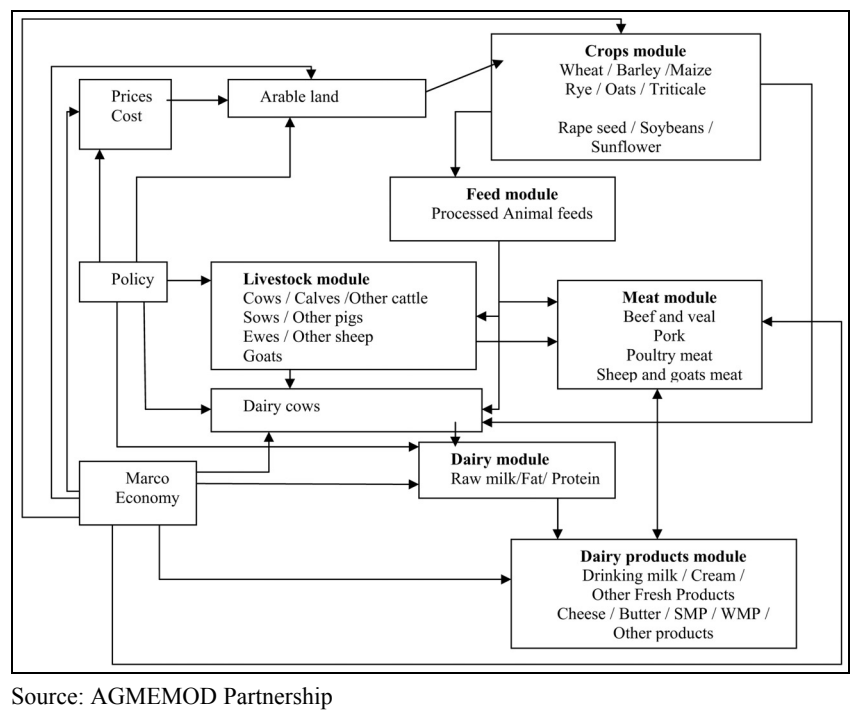 Crops module
Wheat / Barley /Maize
Rye / Oats / Triticale
Rape seed / Soybeans /
Sunflower
Prices
Cost
Arable land
Feed module
Processed Animal feeds
Policy
Livestock module
Cows / Calves /Other cattle
Sows / Other pigs
Ewes / Other sheep
Goats
Meat module
Beef and veal
Pork
Poultry meat
Sheep and goats meat
Dairy cows
Dairy module
Raw milk/Fat/ Protein
Marco
Economy
Dairy products module
Drinking milk / Cream /
Other Fresh Products
Cheese / Butter / SMP / WMP /
Other products
Source: AGMEMOD Partnership